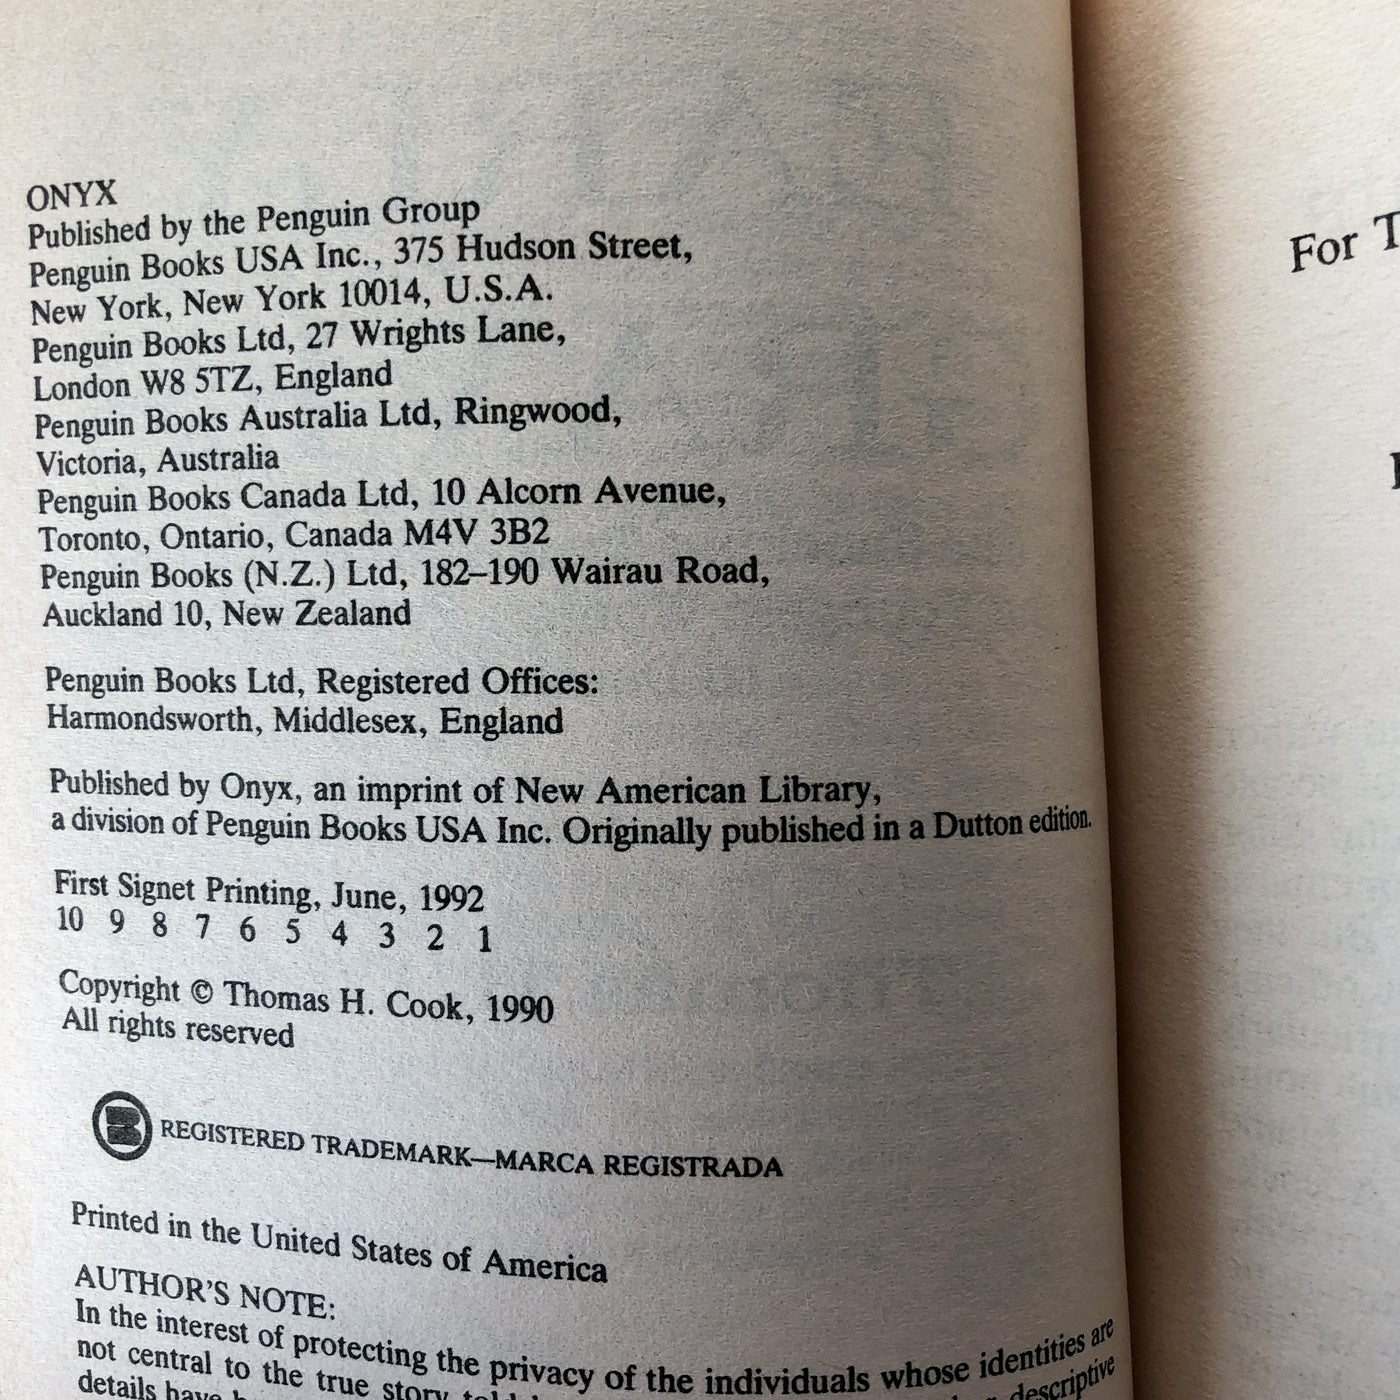 ONYX
Published by the Penguin Group
Penguin Books USA Inc., 375 Hudson Street,
New York, New York 10014, U.S.A.
Penguin Books Ltd, 27 Wrights Lane,
London W8 5TZ, England
Penguin Books Australia Ltd, Ringwood,
Victoria, Australia
Penguin Books Canada Ltd, 10 Alcorn Avenue,
Toronto, Ontario, Canada M4V 3B2
Penguin Books (N.Z.) Ltd, 182–190 Wairau Road,
Auckland 10, New Zealand
Penguin Books Ltd, Registered Offices:
Harmondsworth, Middlesex, England
Published by Onyx, an imprint of New American Library,
a division of Penguin Books USA Inc. Originally published in a Dutton edition.
First Signet Printing, June, 1992
10 9 8 7 6 5 4 3 2 1
Copyright © Thomas H. Cook, 1990
All rights reserved
REGISTERED TRADEMARK—MARCA REGISTRADA
Printed in the United States of America
AUTHOR'S NOTE:
In the interest of protecting the privacy of the individuals whose identities are
not central to the true story descriptive
details have
For